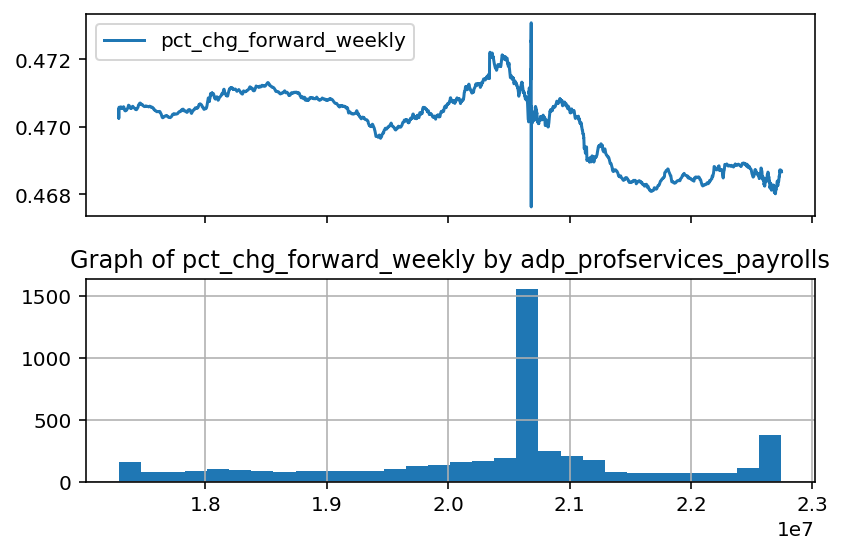 pct_chg_forward_weekly
0.472
0.470
0.468
Graph of pct_chg_forward_weekly by adp_profservices_payrolls
1500
1000
500
0
1.8 1.9 2.0 2.1 2.2 2.3
1e7